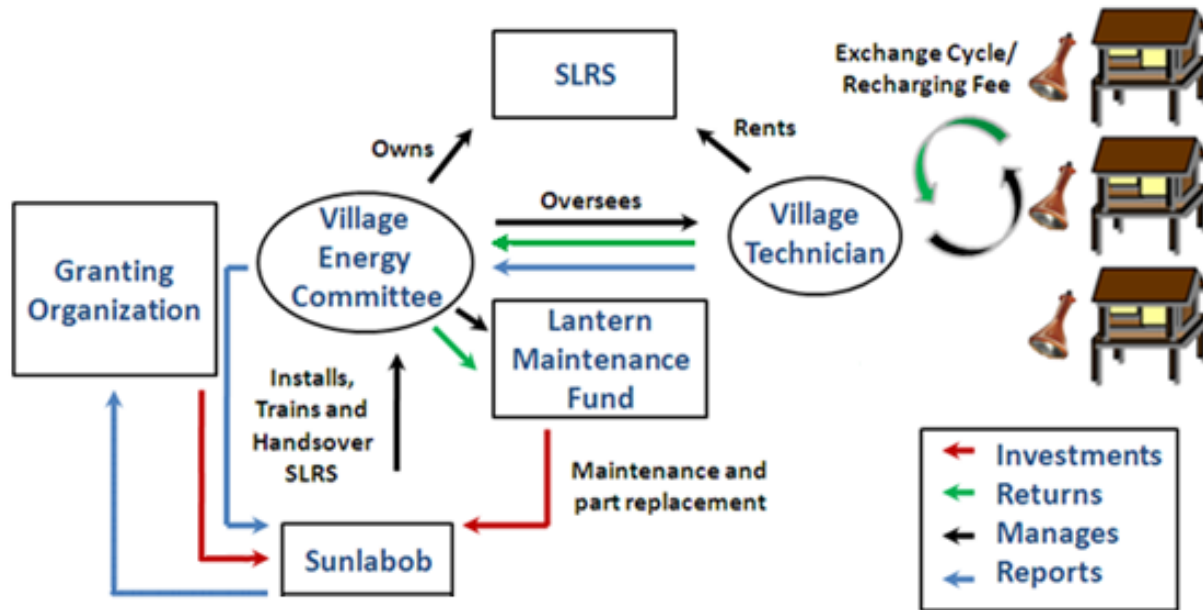 SLRS
Exchange Cycle/
Recharging Fee
Owns
Rents
Granting
Organization
Village
Energy
Committee
Oversees
Village
Technician
Lantern
Maintenance
Fund
Installs,
Trains and
Handsover
SLRS
Maintenance and
part replacement
Sunlabob
Investments
Returns
Manages
Reports